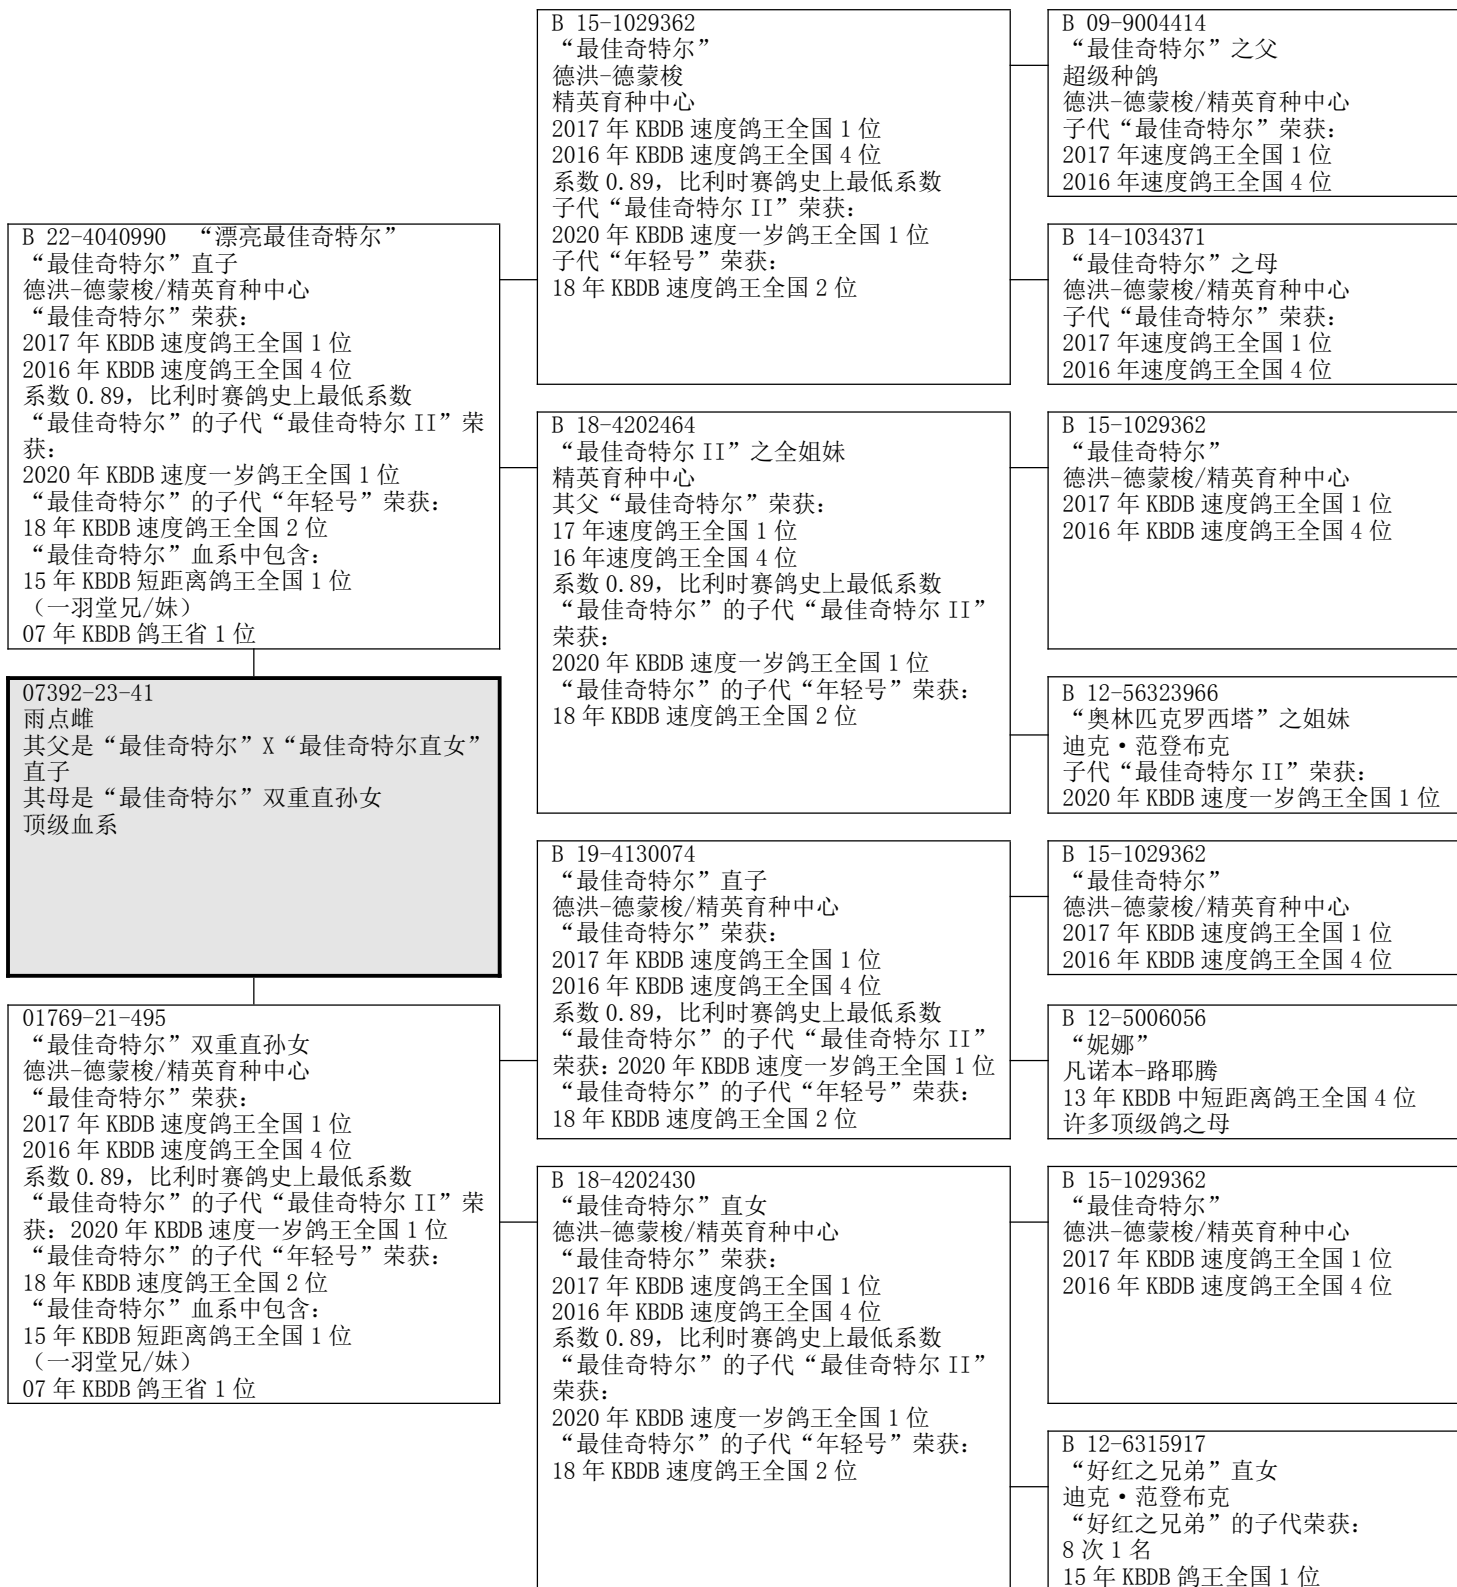 B 22-4040990 “漂亮最佳奇特尔”
“最佳奇特尔”直子
德洪-德蒙梭/精英育种中心
“最佳奇特尔”荣获：
2017 年 KBDB 速度鸽王全国 1 位
2016 年 KBDB 速度鸽王全国 4 位
系数 0.89，比利时赛鸽史上最低系数
“最佳奇特尔”的子代“最佳奇特尔 II”荣
获：
2020 年 KBDB 速度一岁鸽王全国 1 位
“最佳奇特尔”的子代“年轻号”荣获：
18 年 KBDB 速度鸽王全国 2 位
“最佳奇特尔”血系中包含：
15 年 KBDB 短距离鸽王全国 1 位
（一羽堂兄/妹）
07 年 KBDB 鸽王省 1 位
07392-23-41
雨点雌
其父是“最佳奇特尔”X“最佳奇特尔直女”
直子
其母是“最佳奇特尔”双重直孙女
顶级血系
01769-21-495
“最佳奇特尔”双重直孙女
德洪-德蒙梭/精英育种中心
“最佳奇特尔”荣获：
2017 年 KBDB 速度鸽王全国 1 位
2016 年 KBDB 速度鸽王全国 4 位
系数 0.89，比利时赛鸽史上最低系数
“最佳奇特尔”的子代“最佳奇特尔 II”荣
获：2020 年 KBDB 速度一岁鸽王全国 1 位
“最佳奇特尔”的子代“年轻号”荣获：
18 年 KBDB 速度鸽王全国 2 位
“最佳奇特尔”血系中包含：
15 年 KBDB 短距离鸽王全国 1 位
（一羽堂兄/妹）
07 年 KBDB 鸽王省 1 位
B 15-1029362
“最佳奇特尔”
德洪-德蒙梭
精英育种中心
2017 年 KBDB 速度鸽王全国 1 位
2016 年 KBDB 速度鸽王全国 4 位
系数 0.89，比利时赛鸽史上最低系数
子代“最佳奇特尔 II”荣获：
2020 年 KBDB 速度一岁鸽王全国 1 位
子代“年轻号”荣获：
18 年 KBDB 速度鸽王全国 2 位
B 18-4202464
“最佳奇特尔 II”之全姐妹
精英育种中心
其父“最佳奇特尔”荣获：
17 年速度鸽王全国 1 位
16 年速度鸽王全国 4 位
系数 0.89，比利时赛鸽史上最低系数
“最佳奇特尔”的子代“最佳奇特尔 II”
荣获：
2020 年 KBDB 速度一岁鸽王全国 1 位
“最佳奇特尔”的子代“年轻号”荣获：
18 年 KBDB 速度鸽王全国 2 位
B 19-4130074
“最佳奇特尔”直子
德洪-德蒙梭/精英育种中心
“最佳奇特尔”荣获：
2017 年 KBDB 速度鸽王全国 1 位
2016 年 KBDB 速度鸽王全国 4 位
系数 0.89，比利时赛鸽史上最低系数
“最佳奇特尔”的子代“最佳奇特尔 II”
荣获：2020 年 KBDB 速度一岁鸽王全国 1 位
“最佳奇特尔”的子代“年轻号”荣获：
18 年 KBDB 速度鸽王全国 2 位
B 18-4202430
“最佳奇特尔”直女
德洪-德蒙梭/精英育种中心
“最佳奇特尔”荣获：
2017 年 KBDB 速度鸽王全国 1 位
2016 年 KBDB 速度鸽王全国 4 位
系数 0.89，比利时赛鸽史上最低系数
“最佳奇特尔”的子代“最佳奇特尔 II”
荣获：
2020 年 KBDB 速度一岁鸽王全国 1 位
“最佳奇特尔”的子代“年轻号”荣获：
18 年 KBDB 速度鸽王全国 2 位
B 09-9004414
“最佳奇特尔”之父
超级种鸽
德洪-德蒙梭/精英育种中心
子代“最佳奇特尔”荣获：
2017 年速度鸽王全国 1 位
2016 年速度鸽王全国 4 位
B 14-1034371
“最佳奇特尔”之母
德洪-德蒙梭/精英育种中心
子代“最佳奇特尔”荣获：
2017 年速度鸽王全国 1 位
2016 年速度鸽王全国 4 位
B 15-1029362
“最佳奇特尔”
德洪-德蒙梭/精英育种中心
2017 年 KBDB 速度鸽王全国 1 位
2016 年 KBDB 速度鸽王全国 4 位
B 12-56323966
“奥林匹克罗西塔”之姐妹
迪克·范登布克
子代“最佳奇特尔 II”荣获：
2020 年 KBDB 速度一岁鸽王全国 1 位
B 15-1029362
“最佳奇特尔”
德洪-德蒙梭/精英育种中心
2017 年 KBDB 速度鸽王全国 1 位
2016 年 KBDB 速度鸽王全国 4 位
B 12-5006056
“妮娜”
凡诺本-路耶腾
13 年 KBDB 中短距离鸽王全国 4 位
许多顶级鸽之母
B 15-1029362
“最佳奇特尔”
德洪-德蒙梭/精英育种中心
2017 年 KBDB 速度鸽王全国 1 位
2016 年 KBDB 速度鸽王全国 4 位
B 12-6315917
“好红之兄弟”直女
迪克·范登布克
“好红之兄弟”的子代荣获：
8 次 1 名
15 年 KBDB 鸽王全国 1 位